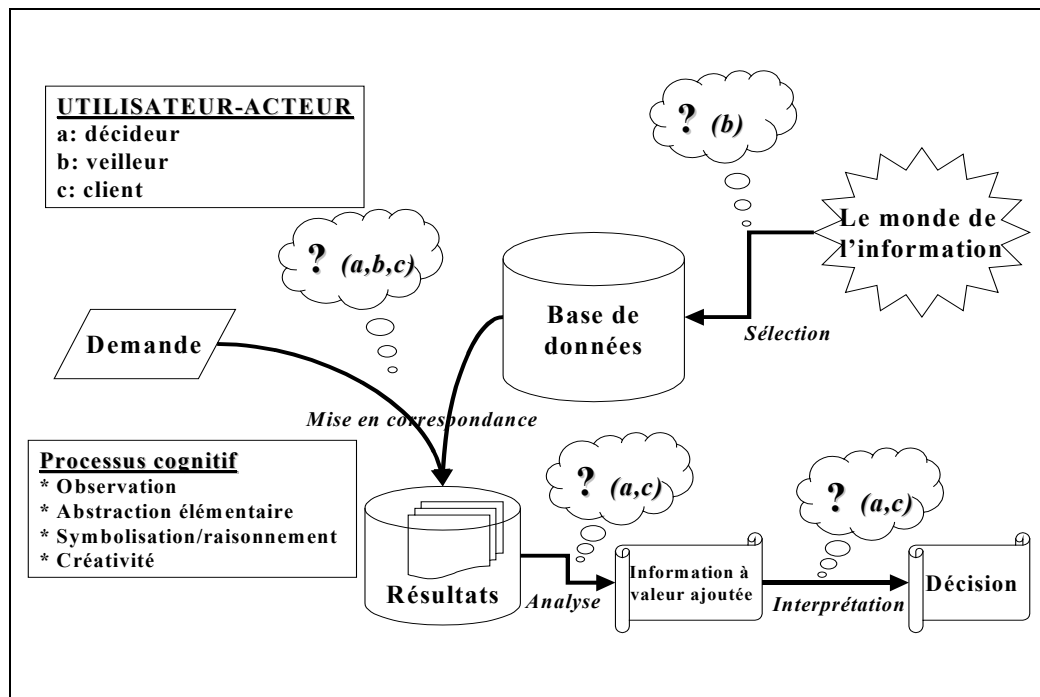 UTILISATEUR-ACTEUR
a: décideur
b: veilleur
c: client
? (b)
Le monde de
l’information
? (a,b,c)
Base de
données
Sélection
Demande
Mise en correspondance
Processus cognitif
* Observation
* Abstraction élémentaire
* Symbolisation/raisonnement
* Créativité
? (a,c)
? (a,c)
Résultats
Analyse
Information à
valeur ajoutée
Interprétation
Décision